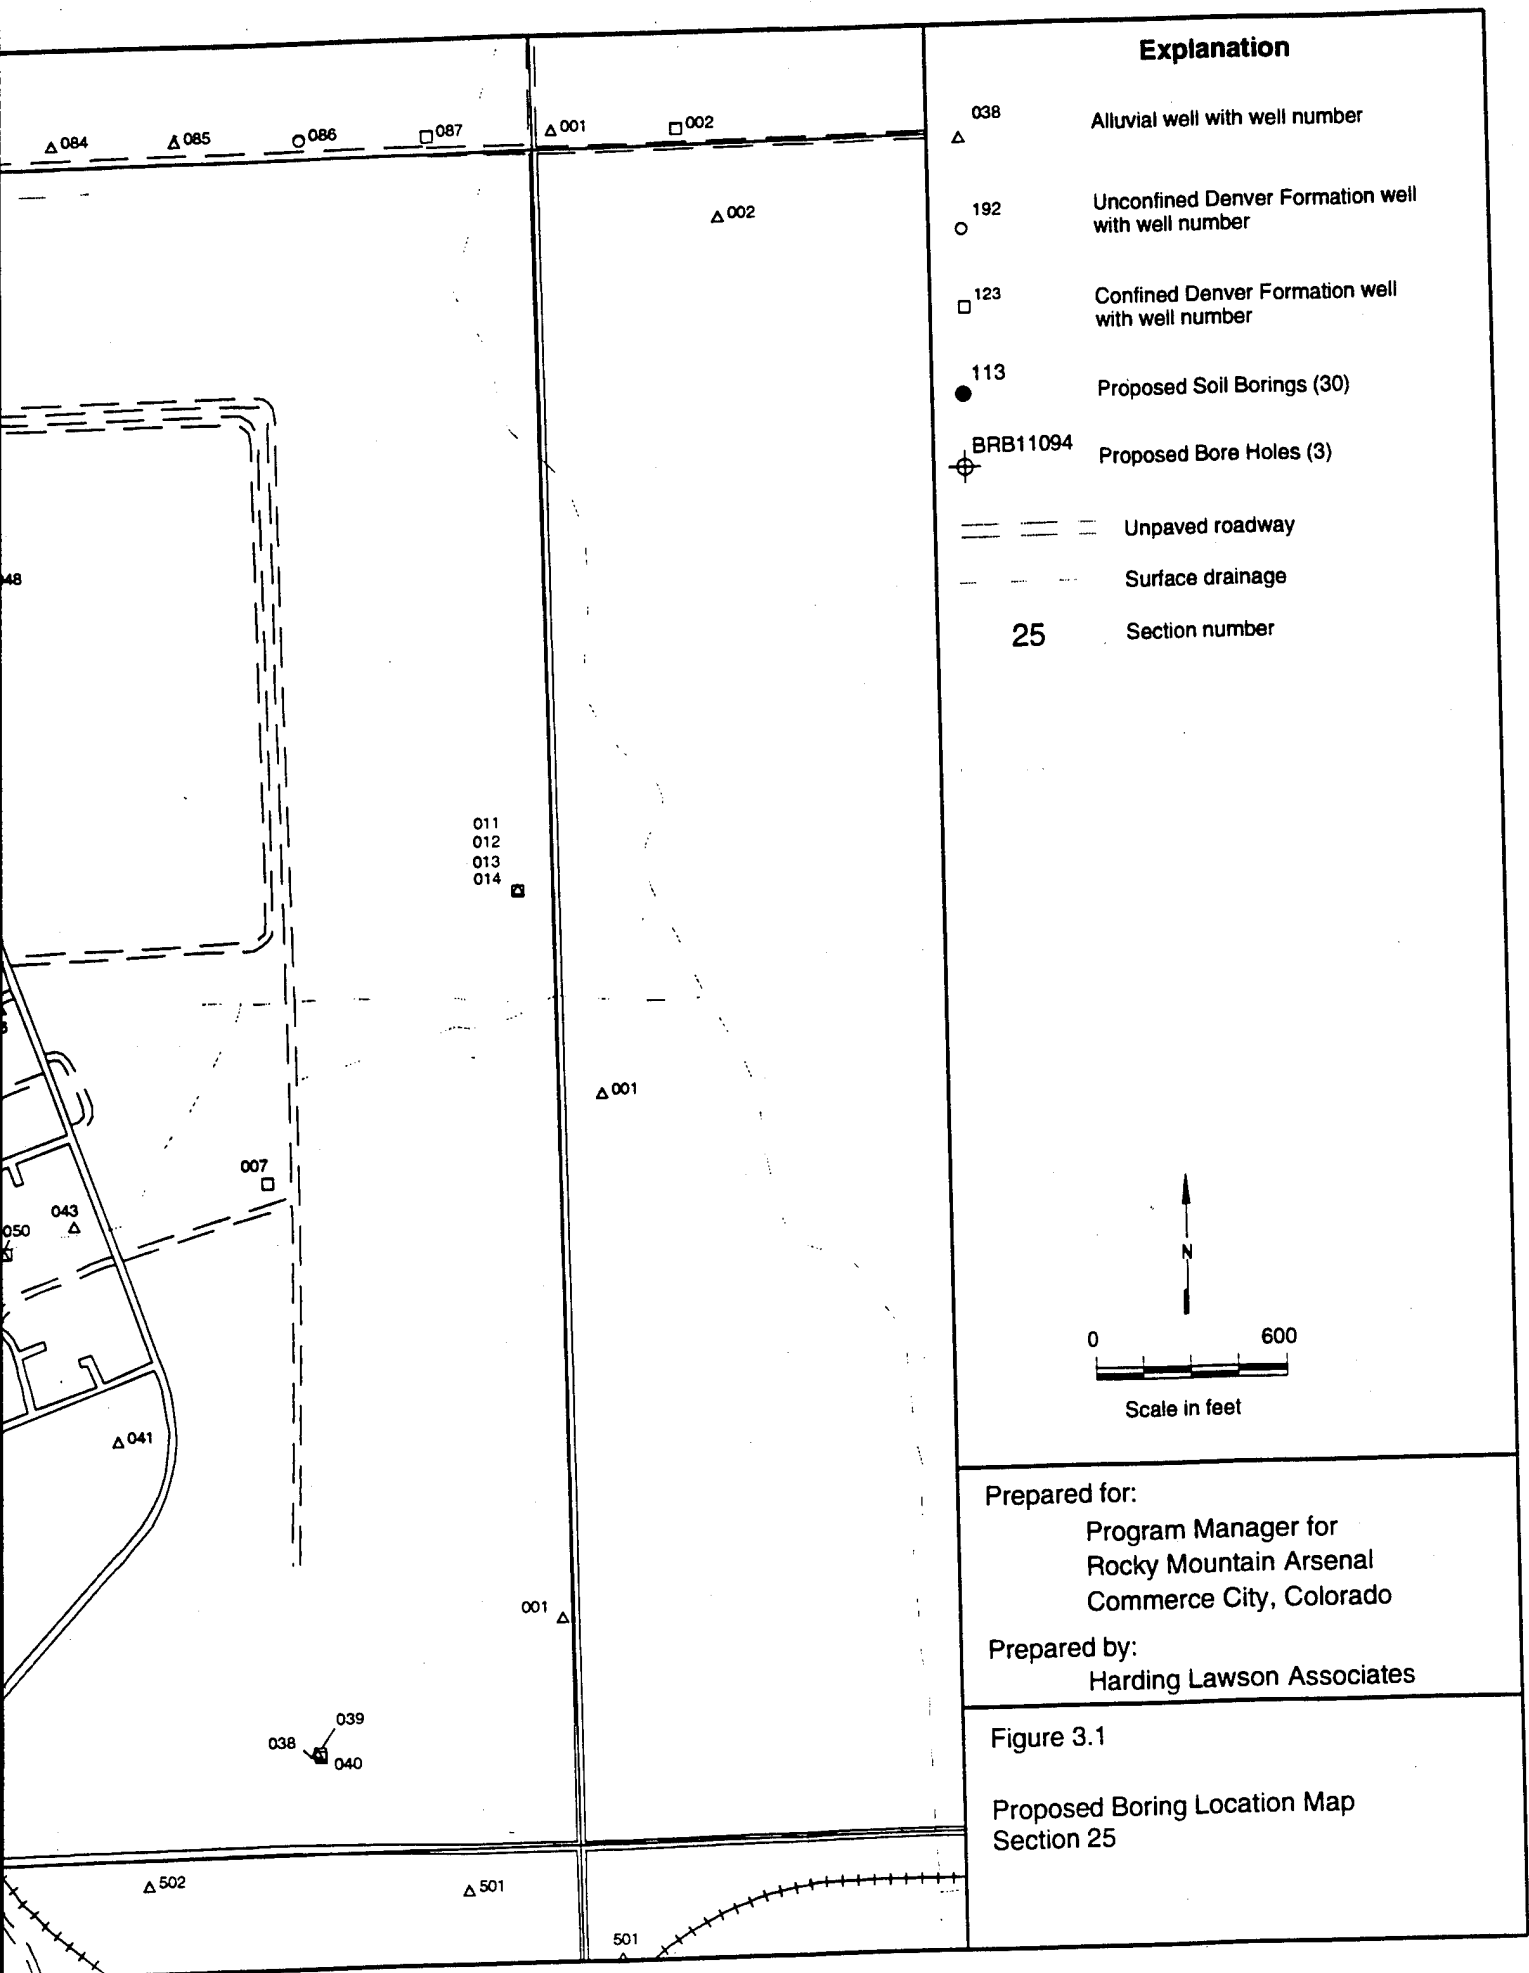 Explanation
038
Alluvial well with well number
192
Unconfined Denver Formation well
with well number
123
Confined Denver Formation well
with well number
113
Proposed Soil Borings (30)
BRB11094
Proposed Bore Holes (3)
Unpaved roadway
Surface drainage
25
Section number
084
085
086
087
001
002
002
48
011
012
013
014
001
007
043
050
041
001
039
038
040
502
501
501
N
0
600
Scale in feet
Prepared for:
Program Manager for
Rocky Mountain Arsenal
Commerce City, Colorado
Prepared by:
Harding Lawson Associates
Figure 3.1
Proposed Boring Location Map
Section 25